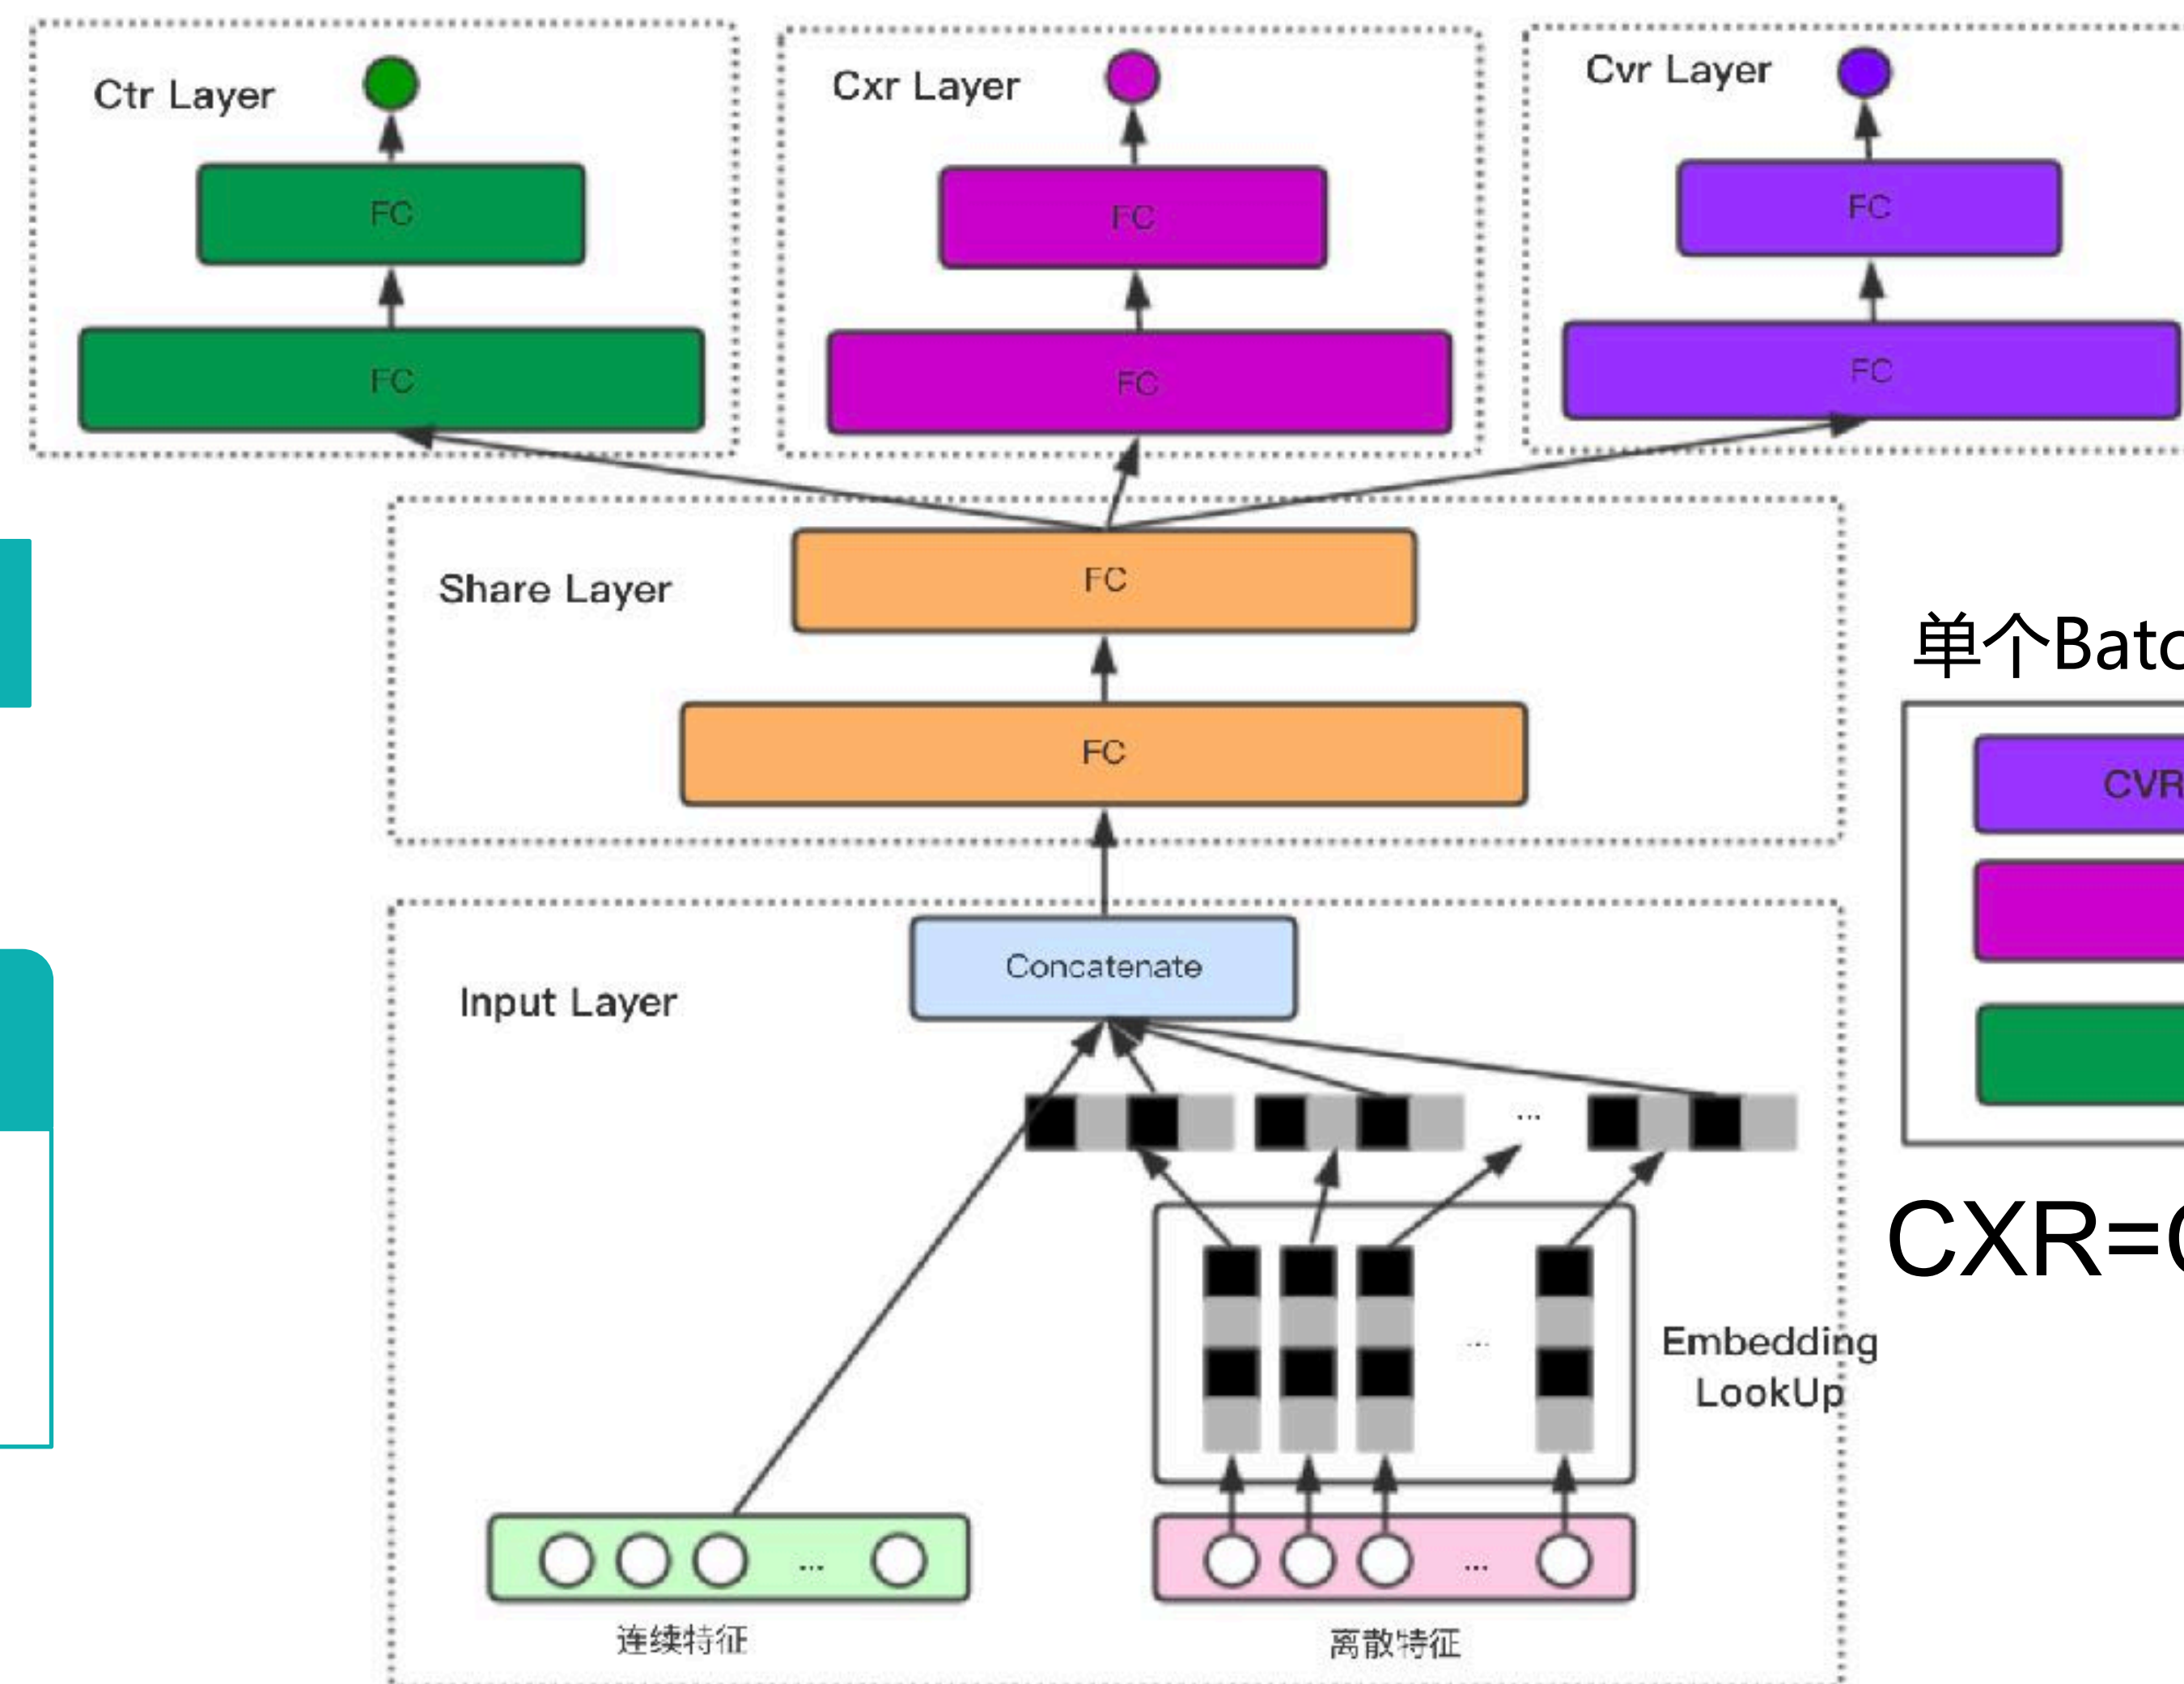 Ctr Layer
Cxr Layer
Cvr Layer
FC
FC
FC
FC
FC
FC
Share Layer
FC
FC
单个Batc
CVR
Input Layer
Concatenate
...
CXR=
...
Embedding
LookUp
...
...
连续特征
离散特征